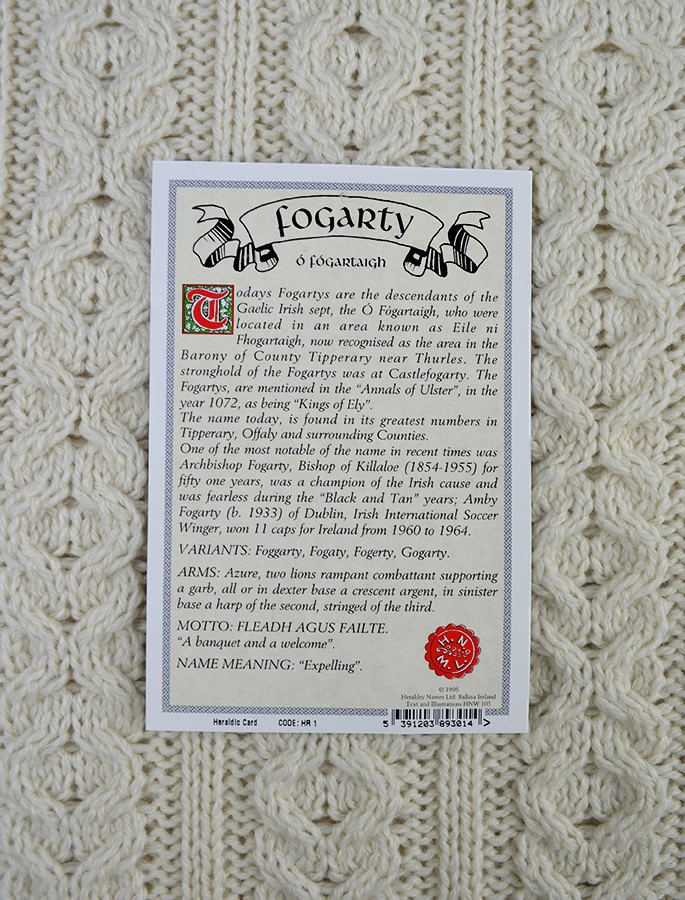 FOGARTY
Ó FÓGARTAIGH
Todays Fogartys are the descendants of the
Gaelic Irish sept, the Ó Fógartaigh, who were
located in an area known as Eile ni
Fhogartaigh, now recognised as the area in the
Barony of County Tipperary near Thurles. The
stronghold of the Fogartys was at Castlefogarty. The
Fogartys, are mentioned in the “Annals of Ulster”, in the
year 1072, as being “Kings of Ely”.
The name today, is found in its greatest numbers in
Tipperary, Offaly and surrounding Counties.
One of the most notable of the name in recent times was
Archbishop Fogarty, Bishop of Killaloe (1854-1955) for
fifty one years, was a champion of the Irish cause and
was fearless during the “Black and Tan” years; Amby
Fogarty (b. 1933) of Dublin, Irish International Soccer
Winger, won 11 caps for Ireland from 1960 to 1964.
VARIANTS: Foggarty, Fogaty, Fogerty, Gogarty.
ARMS: Azure, two lions rampant combattant supporting
a garb, all or in dexter base a crescent argent, in sinister
base a harp of the second, stringed of the third.
MOTTO: FLEADH AGUS FAILTE.
“A banquet and a welcome”.
NAME MEANING: “Expelling”.
H. N
M. L.
© 1995
Heraldry Names Ltd. Ballina Ireland
Text and Illustrations HNW 105
Heraldic Card CODE: HR 1
5 391203 893014 >